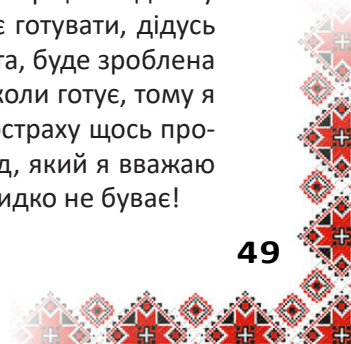 є готувати, дідусь
та, буде зроблена
коли готує, тому я
страху щось про-
д, який я вважаю
идко не буває!
49